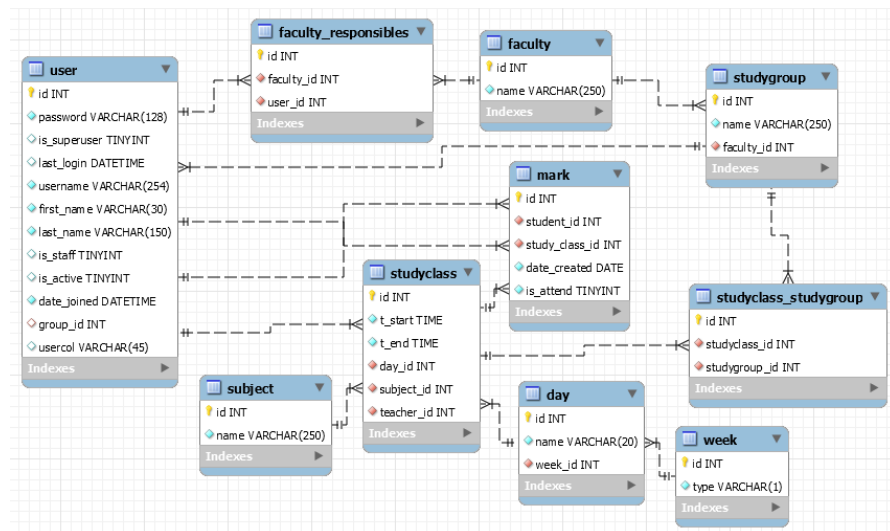 user
id INT
password VARCHAR(128)
is_superuser TINYINT
last_login DATETIME
username VARCHAR(254)
first_name VARCHAR(30)
last_name VARCHAR(150)
is_staff TINYINT
is_active TINYINT
date_joined DATETIME
group_id INT
usercol VARCHAR(45)
Indexes
faculty_responsibles
id INT
faculty_id INT
user_id INT
Indexes
faculty
id INT
name VARCHAR(250)
Indexes
studygroup
id INT
name VARCHAR(250)
faculty_id INT
Indexes
mark
id INT
student_id INT
study_class_id INT
date_created DATE
is_attend TINYINT
Indexes
studyclass
id INT
t_start TIME
t_end TIME
day_id INT
subject_id INT
teacher_id INT
Indexes
studyclass_studygroup
id INT
studyclass_id INT
studygroup_id INT
Indexes
subject
id INT
name VARCHAR(250)
Indexes
day
id INT
name VARCHAR(20)
week_id INT
Indexes
week
id INT
type VARCHAR(1)
Indexes